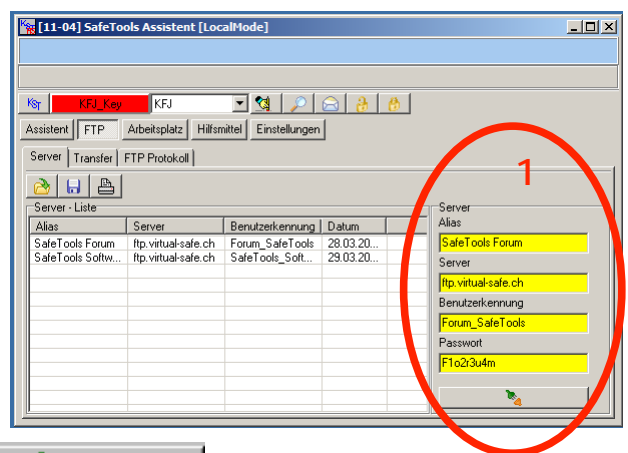 [11-04] SafeTools Assistent [LocalMode]
KST KFJ_Key KFJ
Assistent FTP Arbeitsplatz Hilfsmittel Einstellungen
Server Transfer FTP Protokoll
1
Server - Liste
Alias Server Benutzerkennung Datum
SafeTools Forum ftp.virtual-safe.ch Forum_SafeTools 28.03.20...
SafeTools Softw... ftp.virtual-safe.ch SafeTools_Soft... 29.03.20...
Server
Alias
SafeTools Forum
Server
ftp.virtual-safe.ch
Benutzerkennung
Forum_SafeTools
Passwort
F1o2r3u4m